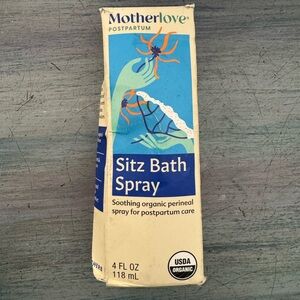 Motherlove®
POSTPARTUM
Sitz Bath
Spray
Soothing organic perineal
spray for postpartum care
4 FL OZ
118 mL
USDA
ORGANIC